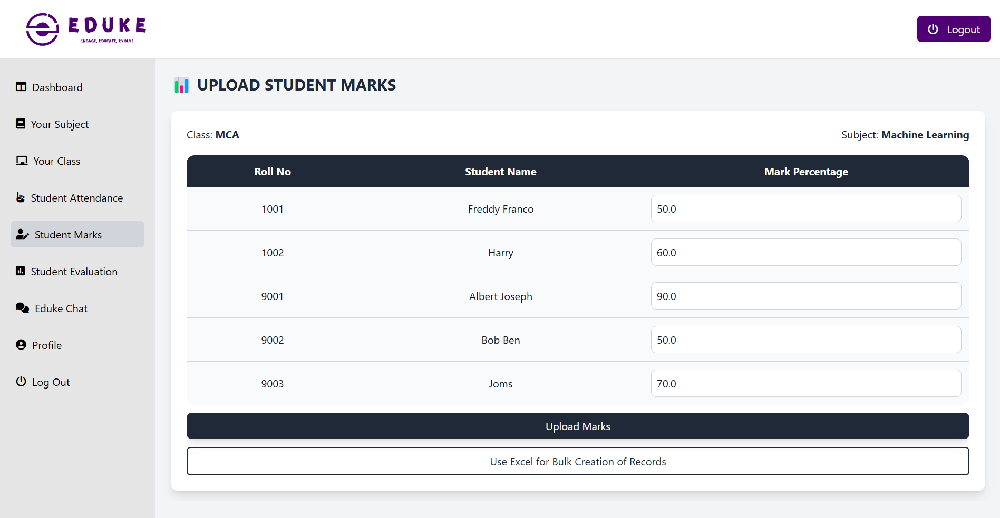 EDUKE
Engage, Educate, Evolve
Logout
Dashboard
Your Subject
Your Class
Student Attendance
Student Marks
Student Evaluation
Eduke Chat
Profile
Log Out
UPLOAD STUDENT MARKS
Class: MCA Subject: Machine Learning
Roll No Student Name Mark Percentage
1001 Freddy Franco 50.0
1002 Harry 60.0
9001 Albert Joseph 90.0
9002 Bob Ben 50.0
9003 Joms 70.0
Upload Marks
Use Excel for Bulk Creation of Records